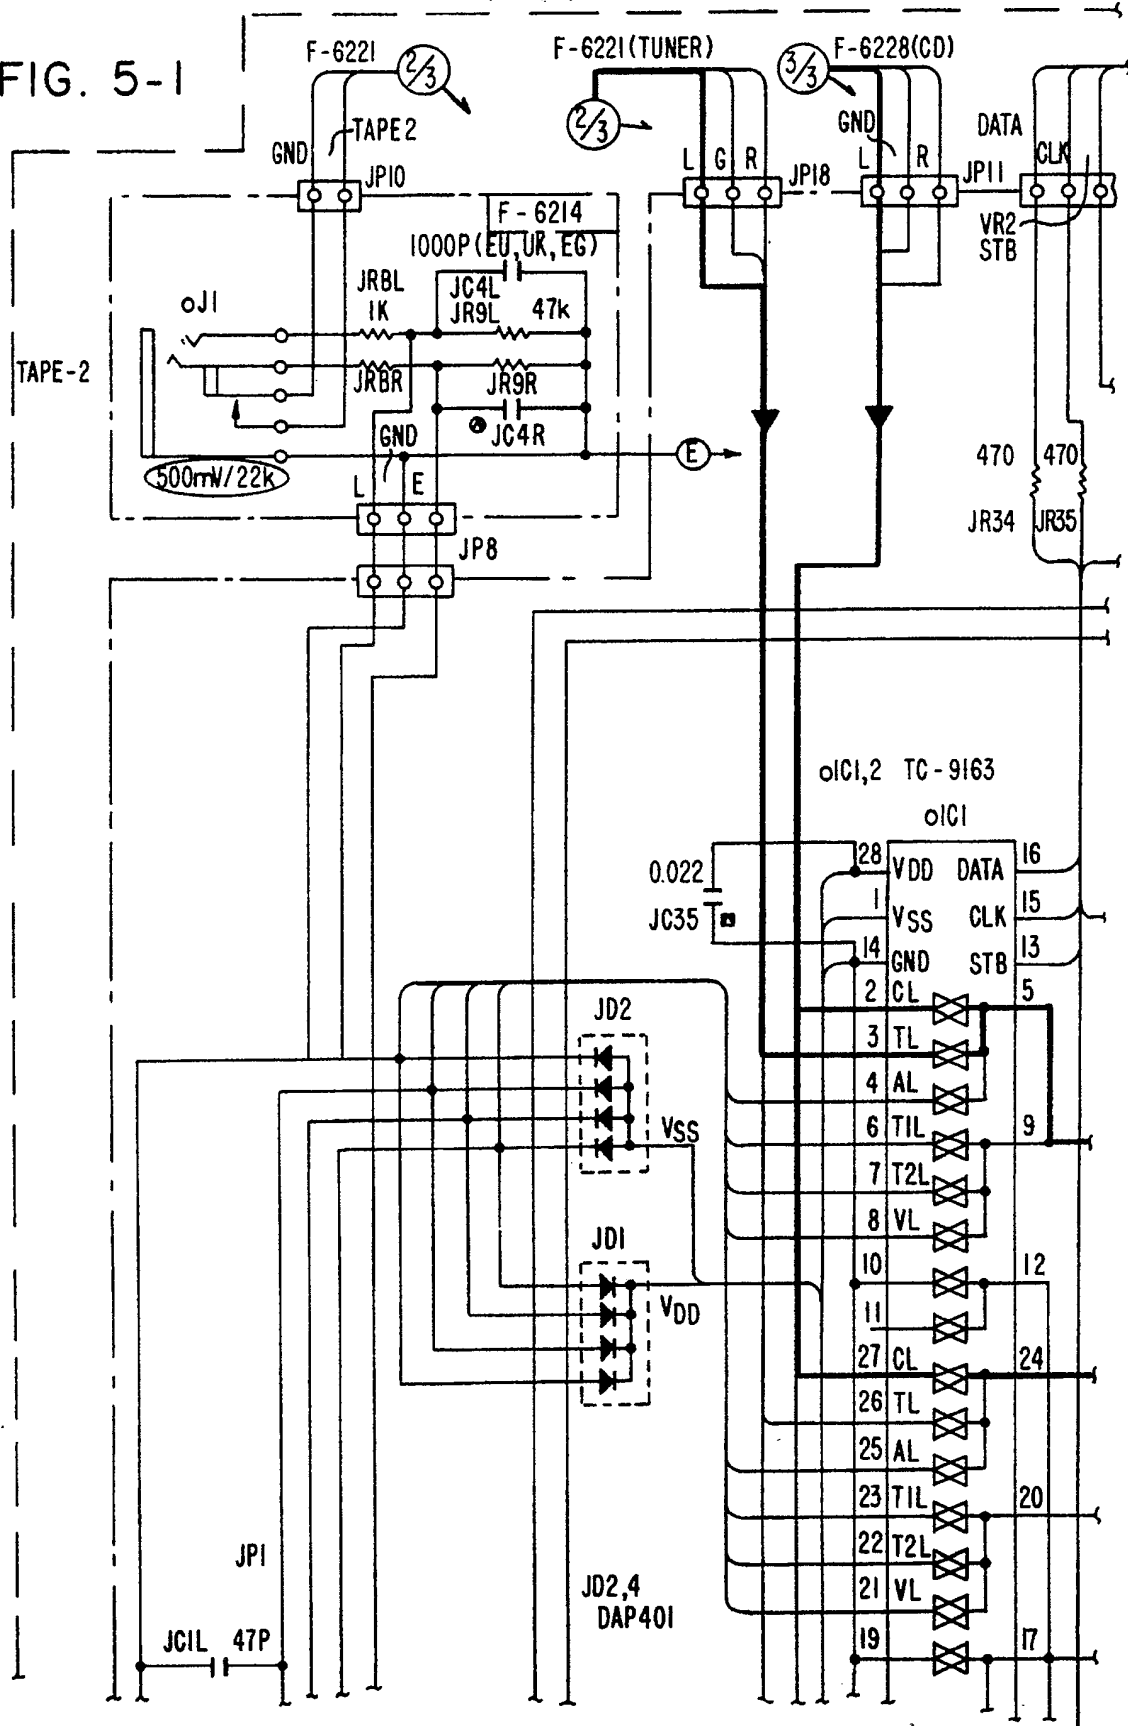 F-6221
2/3
F-6221(TUNER)
2/3
3/3
F-6228(CD)
FIG. 5-1
TAPE2
GND
JP10
L G R
JP18
GND
L R
JP11
DATA
CLK
VR2
STB
F-6214
1000P(EU,UK,EG)
JRBL
1K
JC4L
JR9L
47k
oJ1
TAPE-2
JRBR
JR9R
JC4R
GND
E
500mV/22k
L E
JP8
470 470
JR34 JR35
oIC1,2 TC-9163
oIC1
0.022
JC35
28 VDD DATA 16
1 VSS CLK 15
14 GND STB 13
2 CL 5
3 TL
4 AL
6 T1L 9
7 T2L
8 VL
10 12
11
27 CL 24
26 TL
25 AL
23 T1L 20
22 T2L
21 VL
19 17
JD2
VSS
JD1
VDD
JP1
JD2,4
DAP401
JC1L 47P